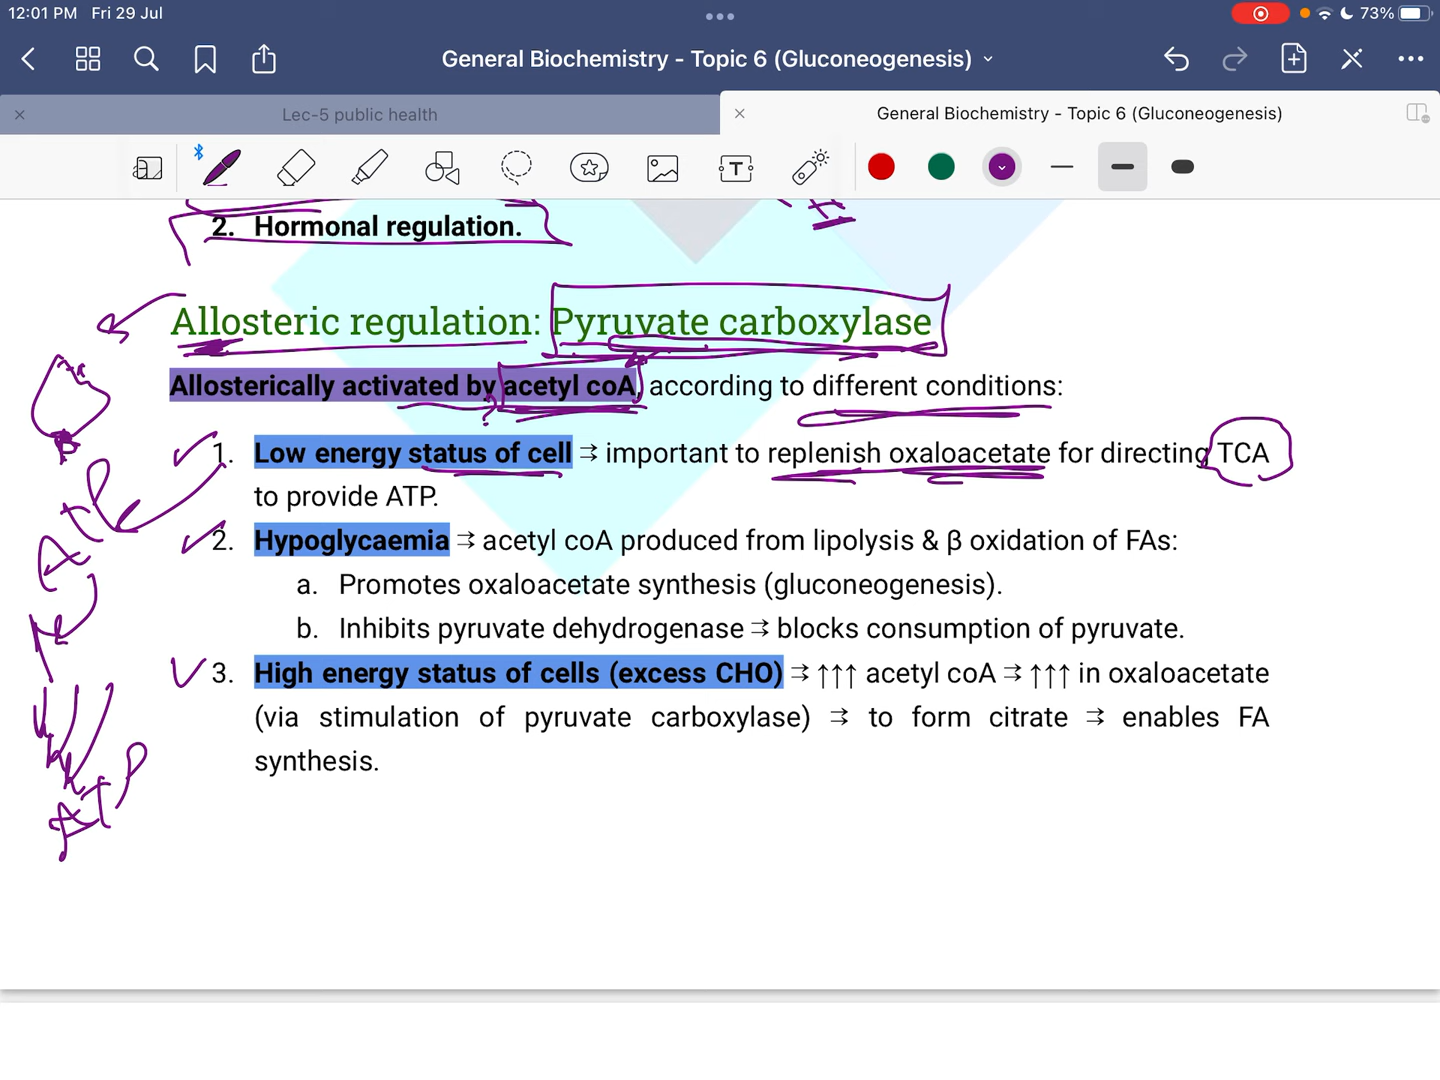 12:01 PM Fri 29 Jul
73%
General Biochemistry - Topic 6 (Gluconeogenesis)
Lec-5 public health
General Biochemistry - Topic 6 (Gluconeogenesis)
2. Hormonal regulation.
Allosteric regulation: Pyruvate carboxylase
Allosterically activated by acetyl coA, according to different conditions:
?
1. Low energy status of cell ⇉ important to replenish oxaloacetate for directing TCA
to provide ATP.
2. Hypoglycaemia ⇉ acetyl coA produced from lipolysis & β oxidation of FAs:
a. Promotes oxaloacetate synthesis (gluconeogenesis).
b. Inhibits pyruvate dehydrogenase ⇉ blocks consumption of pyruvate.
3. High energy status of cells (excess CHO) ⇉ ↑↑↑ acetyl coA ⇉ ↑↑↑ in oxaloacetate
(via stimulation of pyruvate carboxylase) ⇉ to form citrate ⇉ enables FA
synthesis.
AtP
ATP